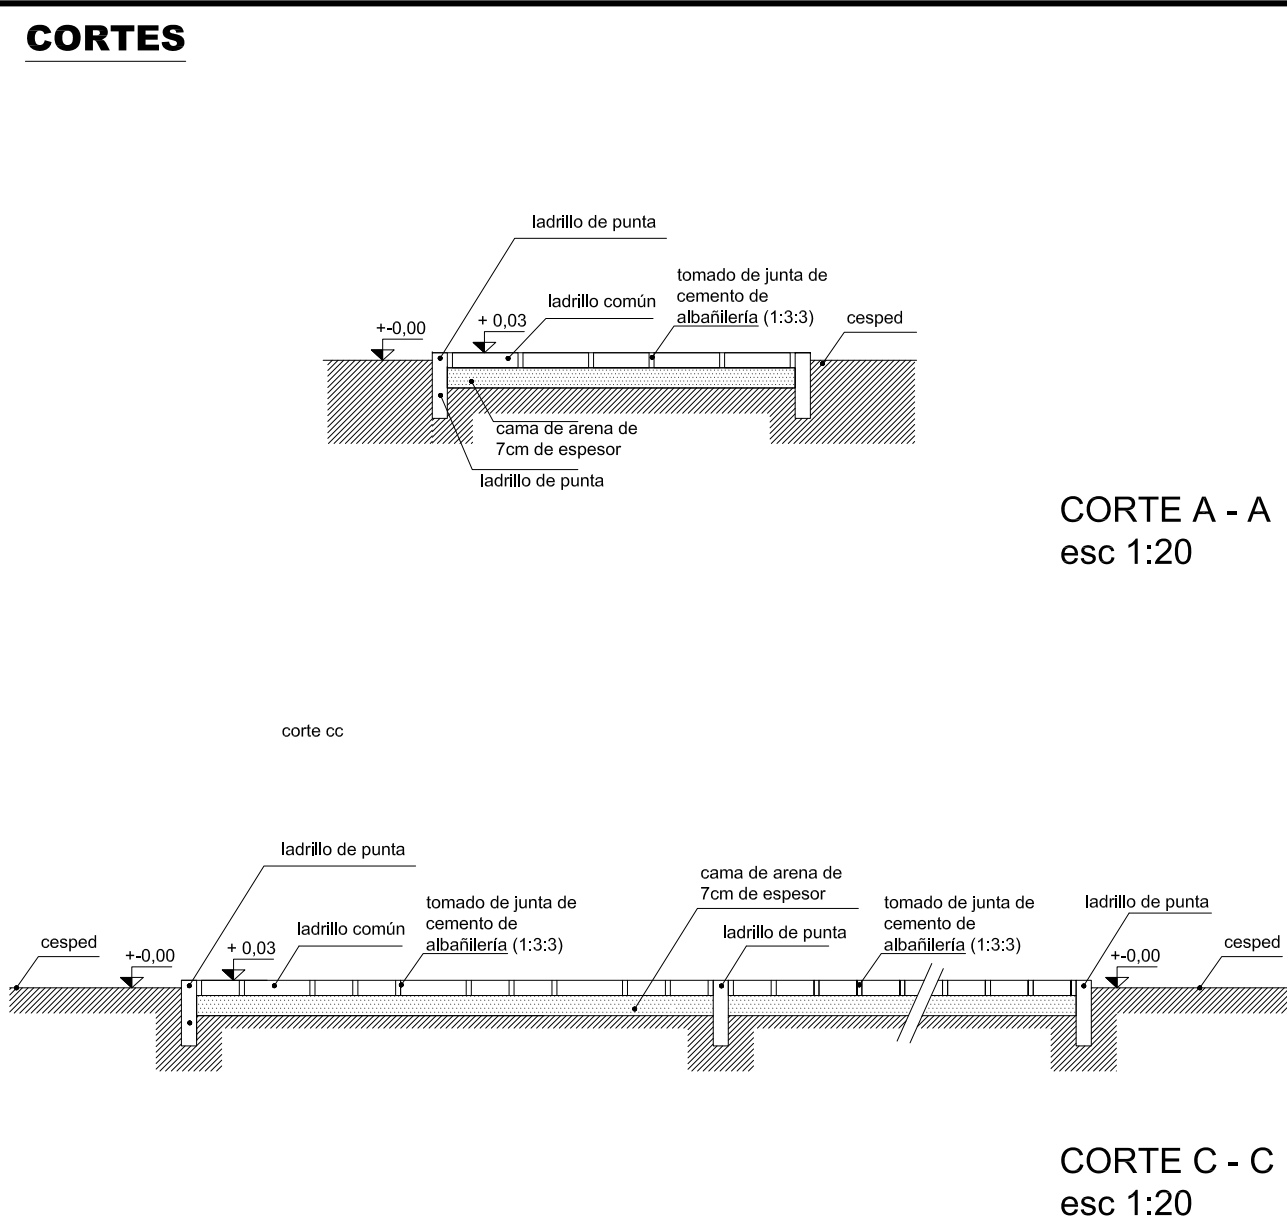 CORTES
ladrillo de punta
tomado de junta de
cemento de
albañilería (1:3:3)
ladrillo común
cesped
+-0,00
+ 0,03
cama de arena de
7cm de espesor
ladrillo de punta
CORTE A - A
esc 1:20
corte cc
ladrillo de punta
cama de arena de
7cm de espesor
tomado de junta de
cemento de
albañilería (1:3:3)
tomado de junta de
cemento de
albañilería (1:3:3)
ladrillo de punta
ladrillo común
ladrillo de punta
cesped
+-0,00
+ 0,03
+-0,00
cesped
CORTE C - C
esc 1:20